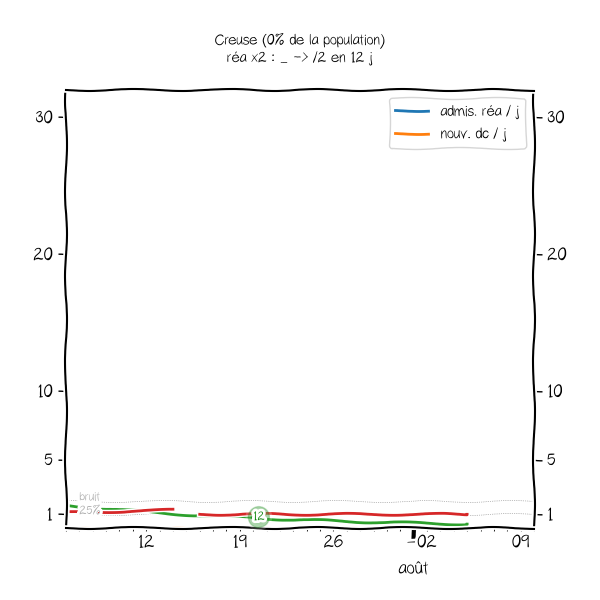 Creuse (0% de la population)
réa x2 : _ -> /2 en 12 j
admis. réa / j
nouv. dc / j
30
30
20
20
10
10
5
5
bruit
25%
12
1
1
12
19
26
02
09
août